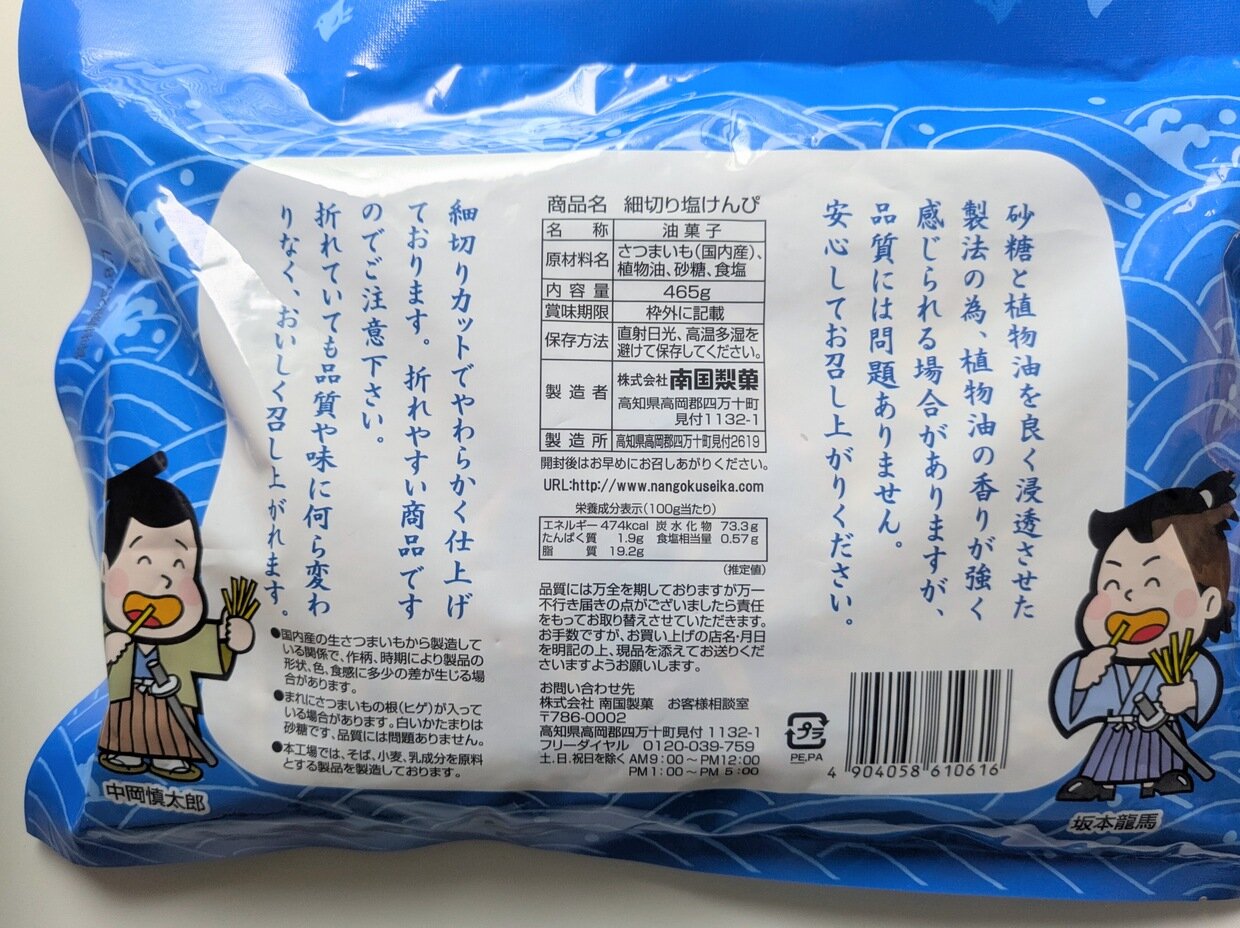 砂糖と植物油を良く浸透させた
製法の為、植物油の香りが強く
感じられる場合がありますが、
品質には問題ありません。
安心してお召し上がりください。
商品名 細切り塩けんぴ
名称 油菓子
原材料名 さつまいも(国内産)、
植物油、砂糖、食塩
内容量 465g
賞味期限 枠外に記載
保存方法 直射日光、高温多湿を
避けて保存してください。
製造者 株式会社南国製菓
高知県高岡郡四万十町
見付1132-1
製造所 高知県高岡郡四万十町見付2619
開封後はお早めにお召しあがりください。
URL:http://www.nangokuseika.com
栄養成分表示(100g当たり)
エネルギー 474kcal 炭水化物 73.3g
たんぱく質 1.9g 食塩相当量 0.57g
脂質 19.2g
(推定値)
品質には万全を期しておりますが万一
不行き届きの点がございましたら責任
をもってお取り替えさせていただきます。
お手数ですが、お買い上げの店名・月日
を明記の上、現品を添えてお送りくだ
さいますようお願いします。
お問い合わせ先
株式会社 南国製菓 お客様相談室
〒786-0002
高知県高岡郡四万十町見付 1132-1
フリーダイヤル 0120-039-759
土、日、祝日を除く AM9:00~PM12:00
PM1:00~PM5:00
細切りカットでやわらかく仕上げ
ております。折れやすい商品です
のでご注意下さい。
折れていても品質や味に何ら変わ
りなく、おいしく召し上がれます。
●国内産の生さつまいもから製造して
いる関係で、作柄、時期により製品の
形状、色、食感に多少の差が生じる場
合があります。
●まれにさつまいもの根(ヒゲ)が入って
いる場合があります。白いかたまりは
砂糖です、品質には問題ありません。
●本工場では、そば、小麦、乳成分を原料
とする製品を製造しております。
プラ
PE,PA
4 904058 610616
中岡慎太郎
坂本龍馬